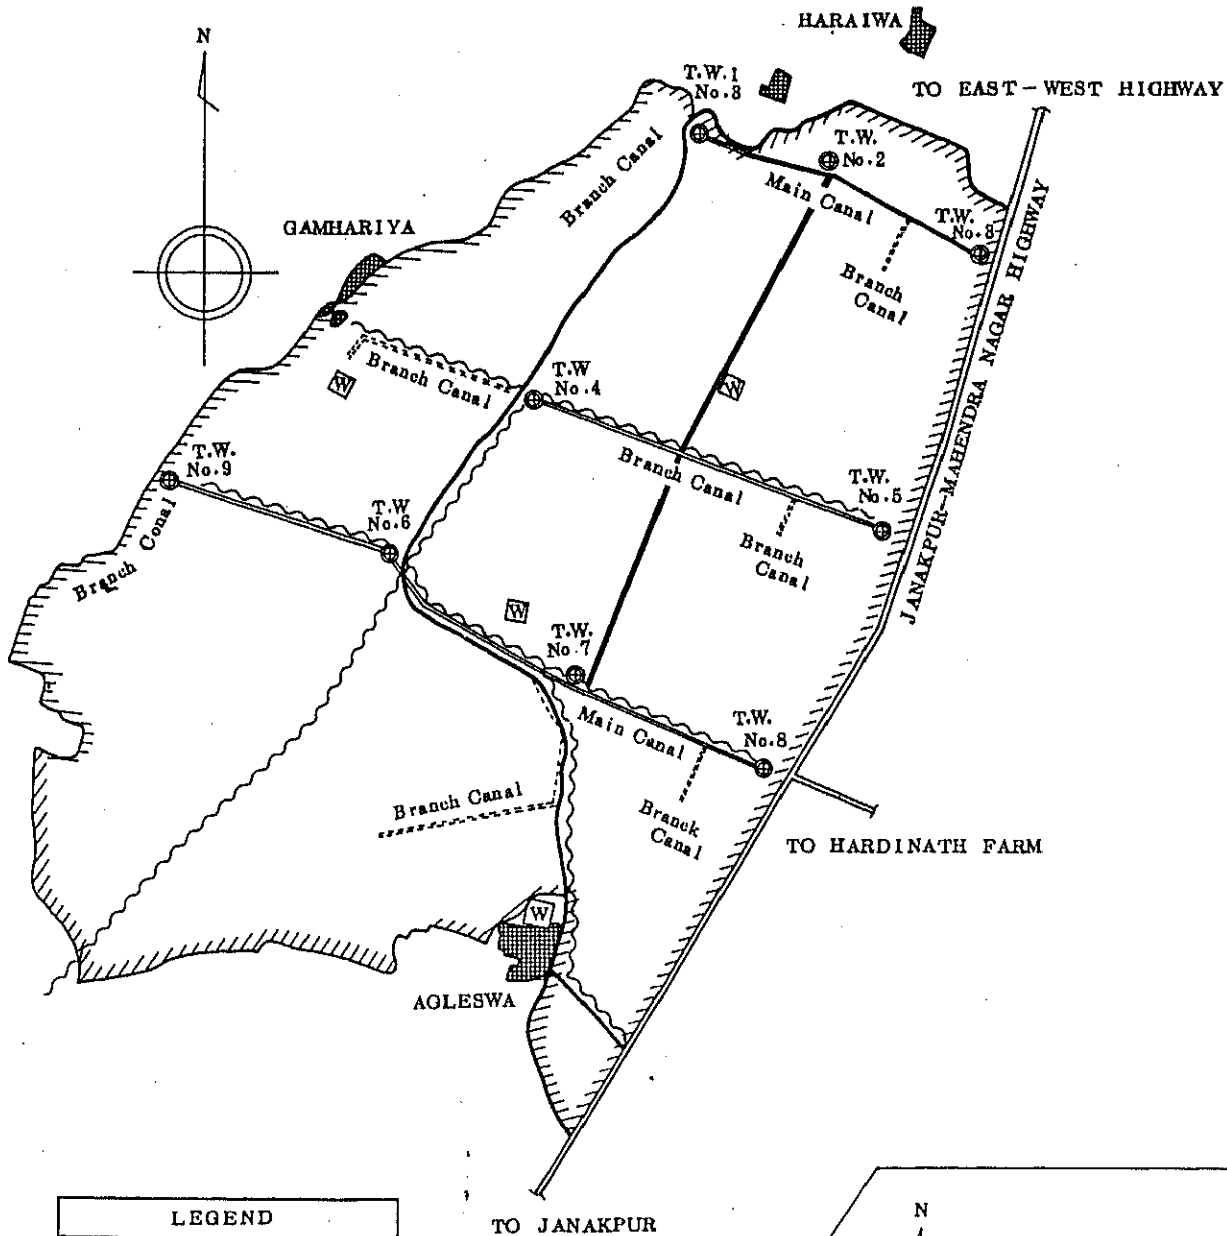 HARAIWA
N
T.W.1
No.3
TO EAST-WEST HIGHWAY
T.W.
No.2
Branch Canal
Main Canal
T.W.
No.3
GAMHARIYA
Branch
Canal
JANAKPUR-MAHENDRA NAGAR HIGHWAY
Branch Canal
T.W
No.4
W
W
T.W.
No.9
Branch Canal
T.W.
No.5
T.W
No.6
Branch Conal
Branch
Canal
W
T.W.
No.7
Main Canal
T.W.
No.8
Branch Canal
Branck
Canal
TO HARDINATH FARM
W
AGLESWA
LEGEND
TO JANAKPUR
N